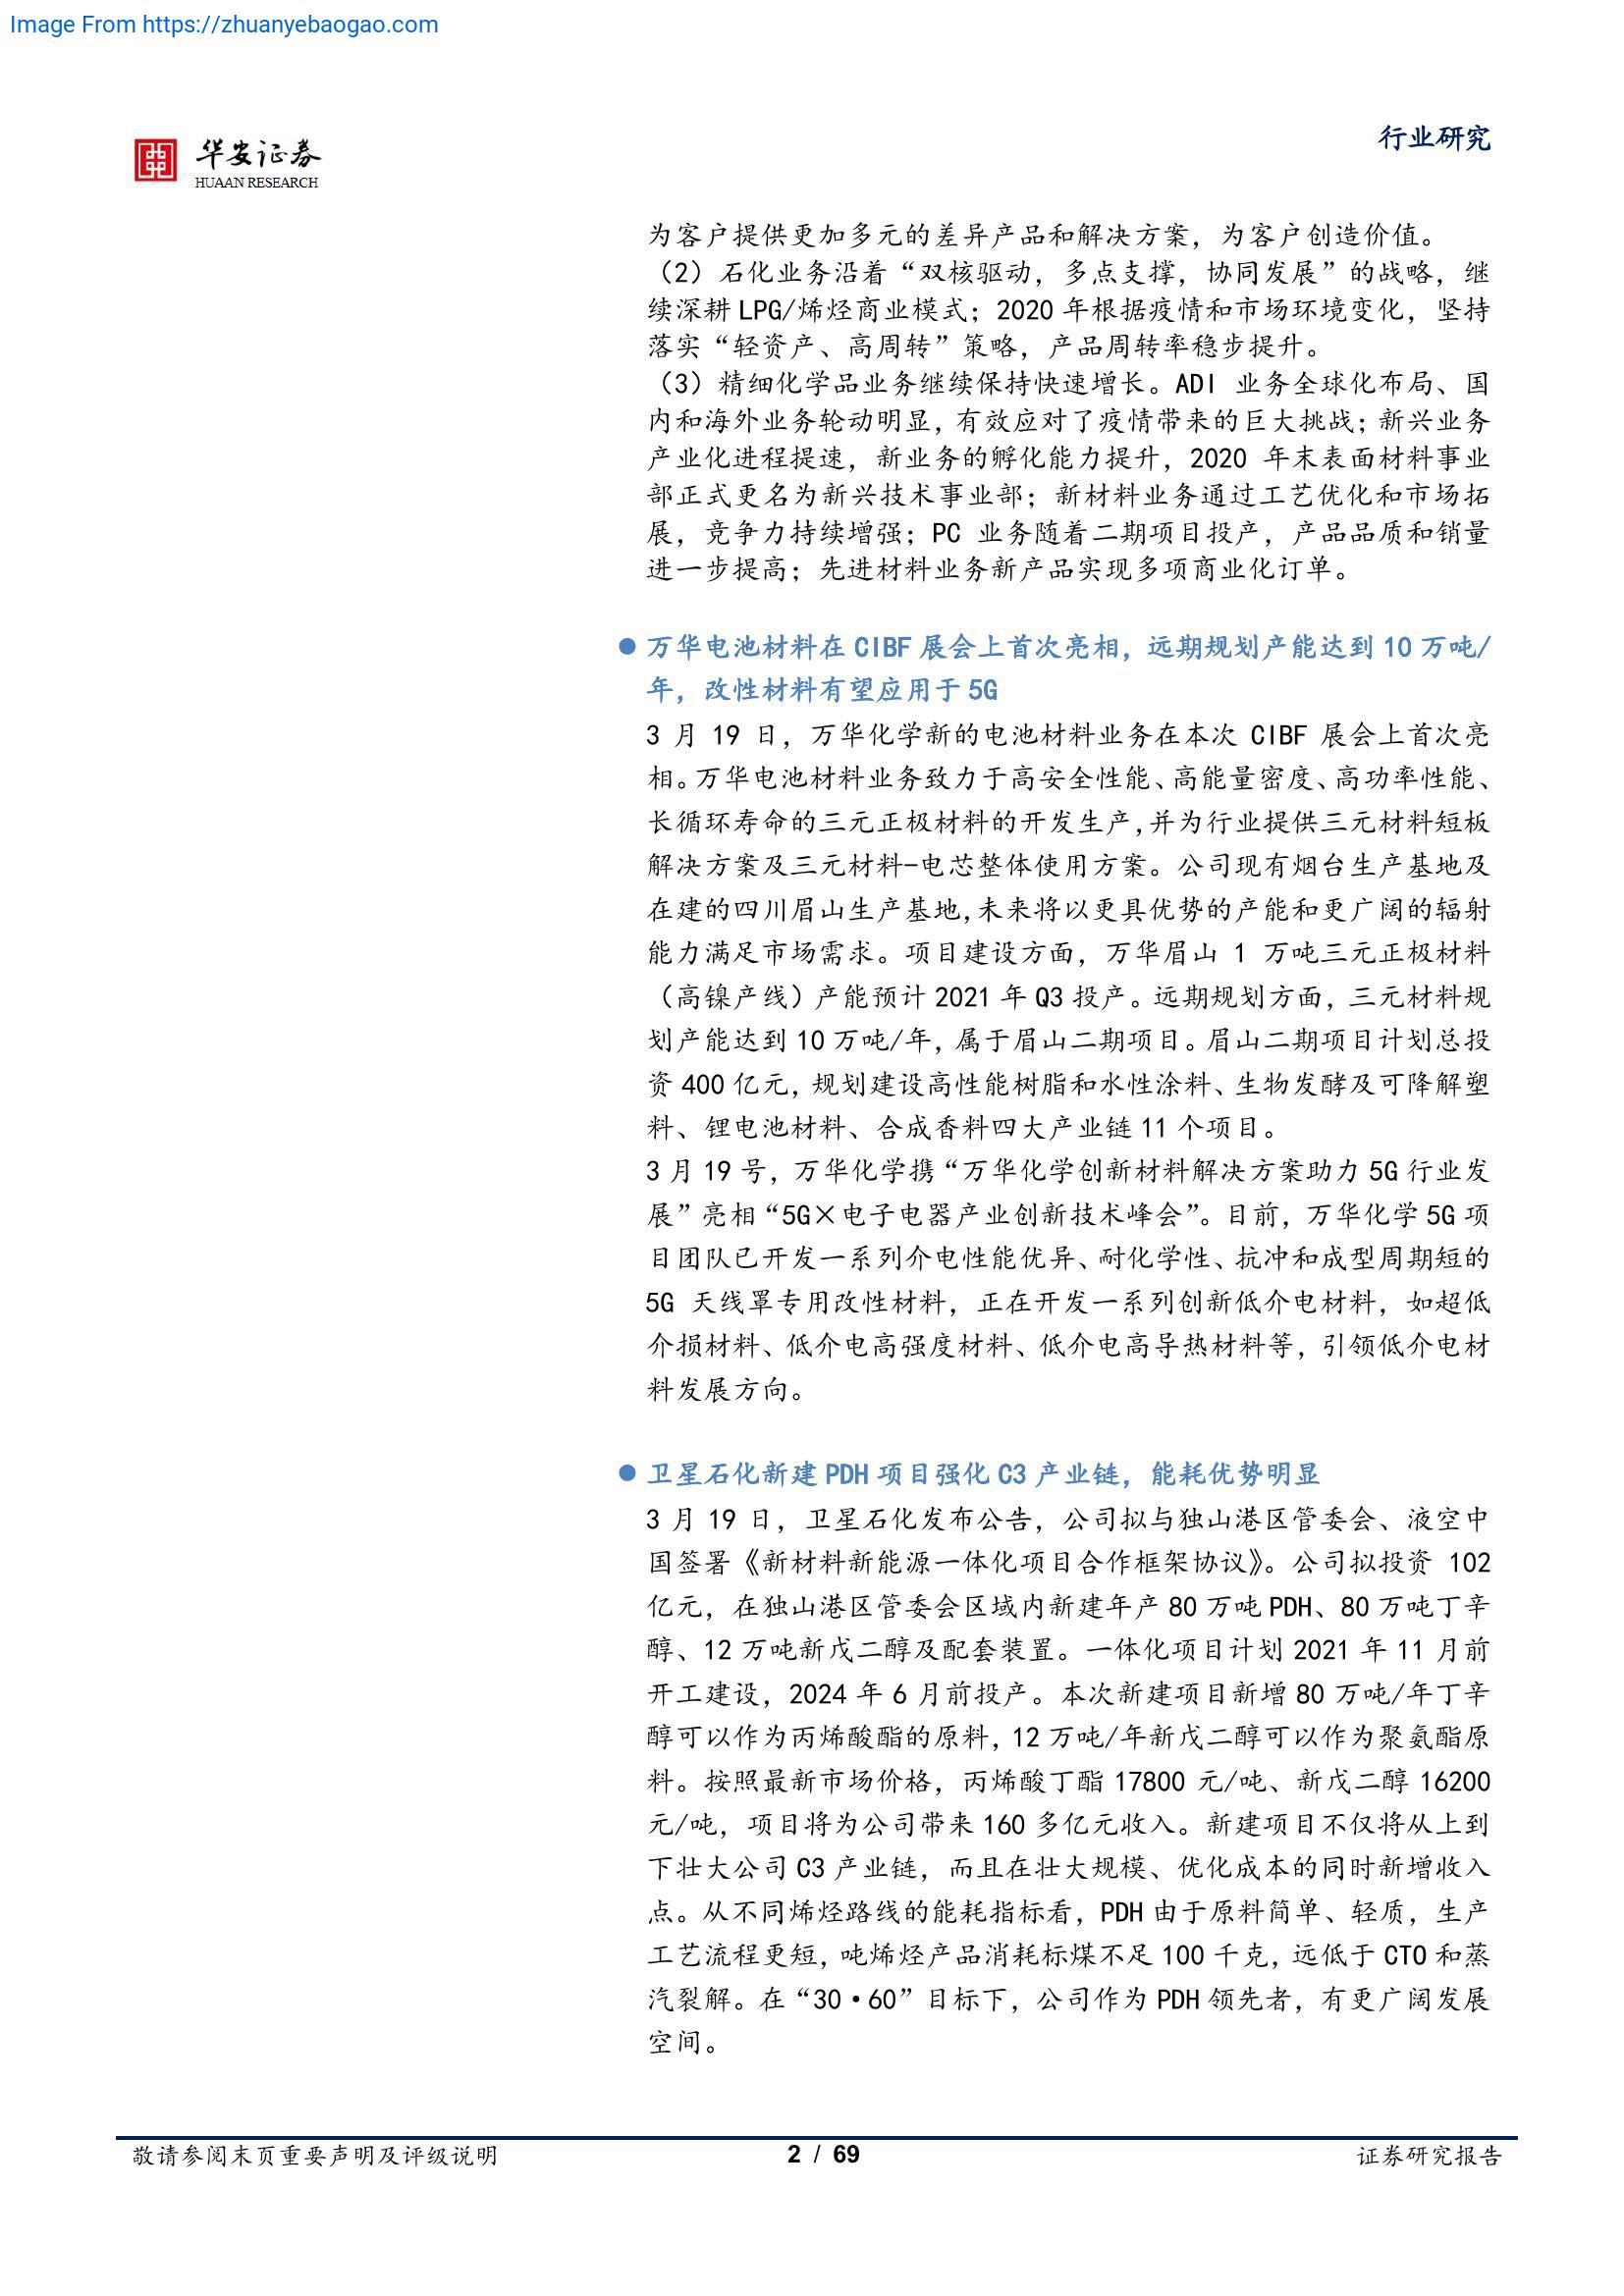 Image From https://zhuanyebaogao.com
华安证券
HUAAN RESEARCH
行业研究
为客户提供更加多元的差异产品和解决方案，为客户创造价值。
（2）石化业务沿着“双核驱动，多点支撑，协同发展”的战略，继
续深耕 LPG/烯烃商业模式；2020 年根据疫情和市场环境变化，坚持
落实“轻资产、高周转”策略，产品周转率稳步提升。
（3）精细化学品业务继续保持快速增长。ADI 业务全球化布局、国
内和海外业务轮动明显，有效应对了疫情带来的巨大挑战；新兴业务
产业化进程提速，新业务的孵化能力提升，2020 年末表面材料事业
部正式更名为新兴技术事业部；新材料业务通过工艺优化和市场拓
展，竞争力持续增强；PC 业务随着二期项目投产，产品品质和销量
进一步提高；先进材料业务新产品实现多项商业化订单。
● 万华电池材料在 CIBF 展会上首次亮相，远期规划产能达到 10 万吨/
年，改性材料有望应用于 5G
3 月 19 日，万华化学新的电池材料业务在本次 CIBF 展会上首次亮
相。万华电池材料业务致力于高安全性能、高能量密度、高功率性能、
长循环寿命的三元正极材料的开发生产,并为行业提供三元材料短板
解决方案及三元材料-电芯整体使用方案。公司现有烟台生产基地及
在建的四川眉山生产基地,未来将以更具优势的产能和更广阔的辐射
能力满足市场需求。项目建设方面，万华眉山 1 万吨三元正极材料
（高镍产线）产能预计 2021 年 Q3 投产。远期规划方面，三元材料规
划产能达到 10 万吨/年，属于眉山二期项目。眉山二期项目计划总投
资 400 亿元，规划建设高性能树脂和水性涂料、生物发酵及可降解塑
料、锂电池材料、合成香料四大产业链 11 个项目。
3 月 19 号，万华化学携“万华化学创新材料解决方案助力 5G 行业发
展”亮相“5G×电子电器产业创新技术峰会”。目前，万华化学 5G 项
目团队已开发一系列介电性能优异、耐化学性、抗冲和成型周期短的
5G 天线罩专用改性材料，正在开发一系列创新低介电材料，如超低
介损材料、低介电高强度材料、低介电高导热材料等，引领低介电材
料发展方向。
● 卫星石化新建 PDH 项目强化 C3 产业链，能耗优势明显
3 月 19 日，卫星石化发布公告，公司拟与独山港区管委会、液空中
国签署《新材料新能源一体化项目合作框架协议》。公司拟投资 102
亿元，在独山港区管委会区域内新建年产 80 万吨 PDH、80 万吨丁辛
醇、12 万吨新戊二醇及配套装置。一体化项目计划 2021 年 11 月前
开工建设，2024 年 6 月前投产。本次新建项目新增 80 万吨/年丁辛
醇可以作为丙烯酸酯的原料，12 万吨/年新戊二醇可以作为聚氨酯原
料。按照最新市场价格，丙烯酸丁酯 17800 元/吨、新戊二醇 16200
元/吨，项目将为公司带来 160 多亿元收入。新建项目不仅将从上到
下壮大公司 C3 产业链，而且在壮大规模、优化成本的同时新增收入
点。从不同烯烃路线的能耗指标看，PDH 由于原料简单、轻质，生产
工艺流程更短，吨烯烃产品消耗标煤不足 100 千克，远低于 CTO 和蒸
汽裂解。在“30•60”目标下，公司作为 PDH 领先者，有更广阔发展
空间。
敬请参阅末页重要声明及评级说明
2 / 69
证券研究报告